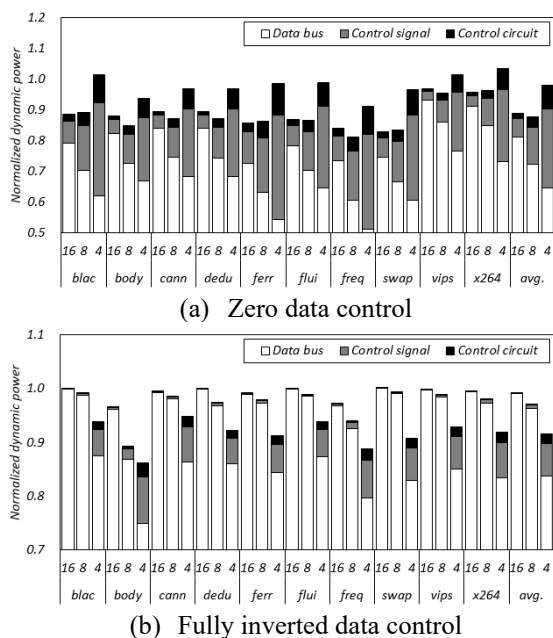 1.2
1.1
1.0
0.9
0.8
0.7
0.6
0.5
Normalized dynamic power
Data bus Control signal Control circuit
16 8 4 16 8 4 16 8 4 16 8 4 16 8 4 16 8 4 16 8 4 16 8 4 16 8 4 16 8 4 16 8 4
blac body cann dedu ferr flui freq swap vips x264 avg.
(a) Zero data control
1.1
1.0
0.9
0.8
0.7
Normalized dynamic power
Data bus Control signal Control circuit
16 8 4 16 8 4 16 8 4 16 8 4 16 8 4 16 8 4 16 8 4 16 8 4 16 8 4 16 8 4 16 8 4
blac body cann dedu ferr flui freq swap vips x264 avg.
(b) Fully inverted data control